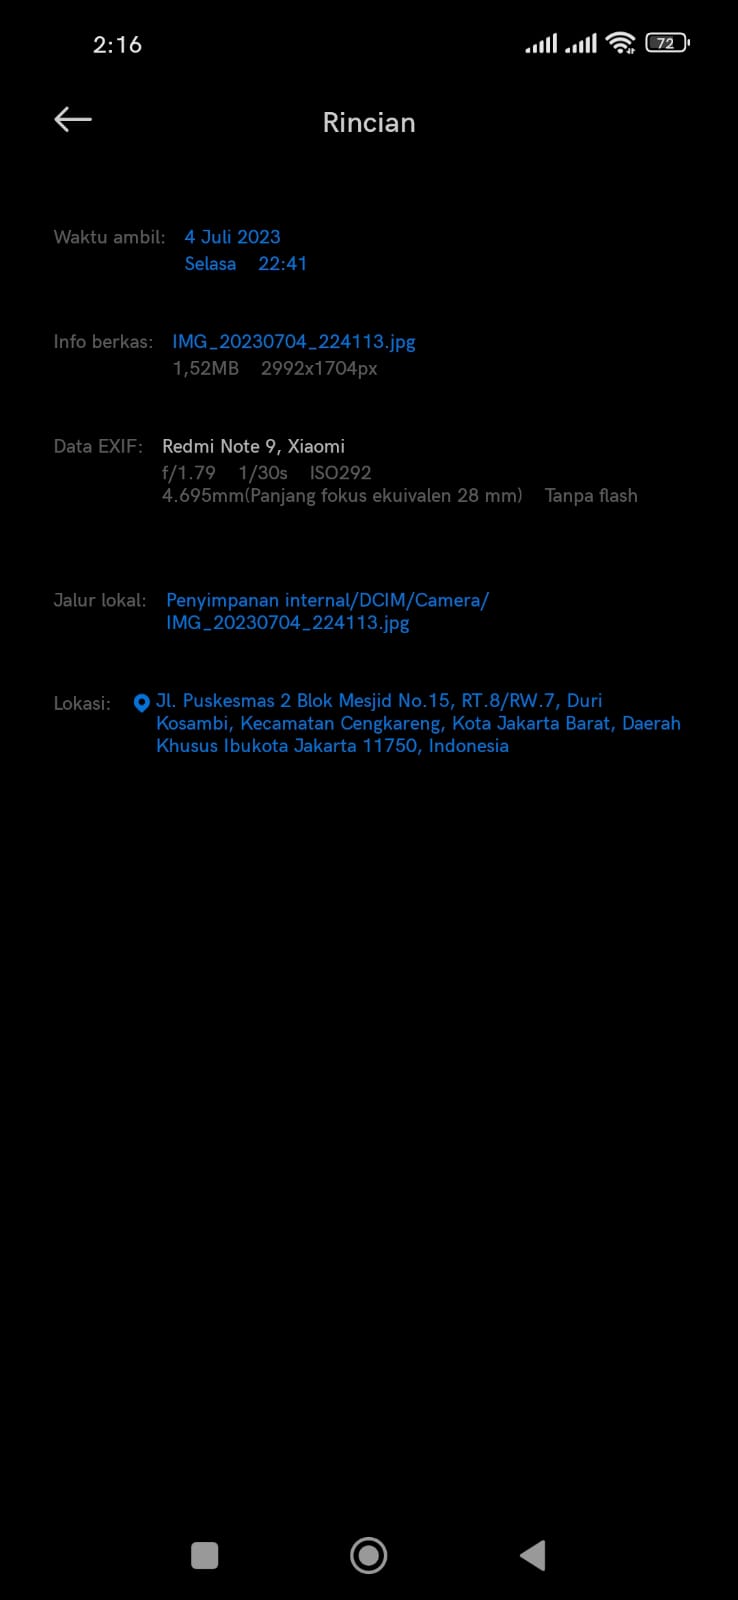 2:16
72
Rincian
Waktu ambil: 4 Juli 2023
Selasa 22:41
Info berkas: IMG_20230704_224113.jpg
1,52MB 2992x1704px
Data EXIF: Redmi Note 9, Xiaomi
f/1.79 1/30s ISO292
4.695mm(Panjang fokus ekuivalen 28 mm) Tanpa flash
Jalur lokal: Penyimpanan internal/DCIM/Camera/
IMG_20230704_224113.jpg
Lokasi: Jl. Puskesmas 2 Blok Mesjid No.15, RT.8/RW.7, Duri
Kosambi, Kecamatan Cengkareng, Kota Jakarta Barat, Daerah
Khusus Ibukota Jakarta 11750, Indonesia